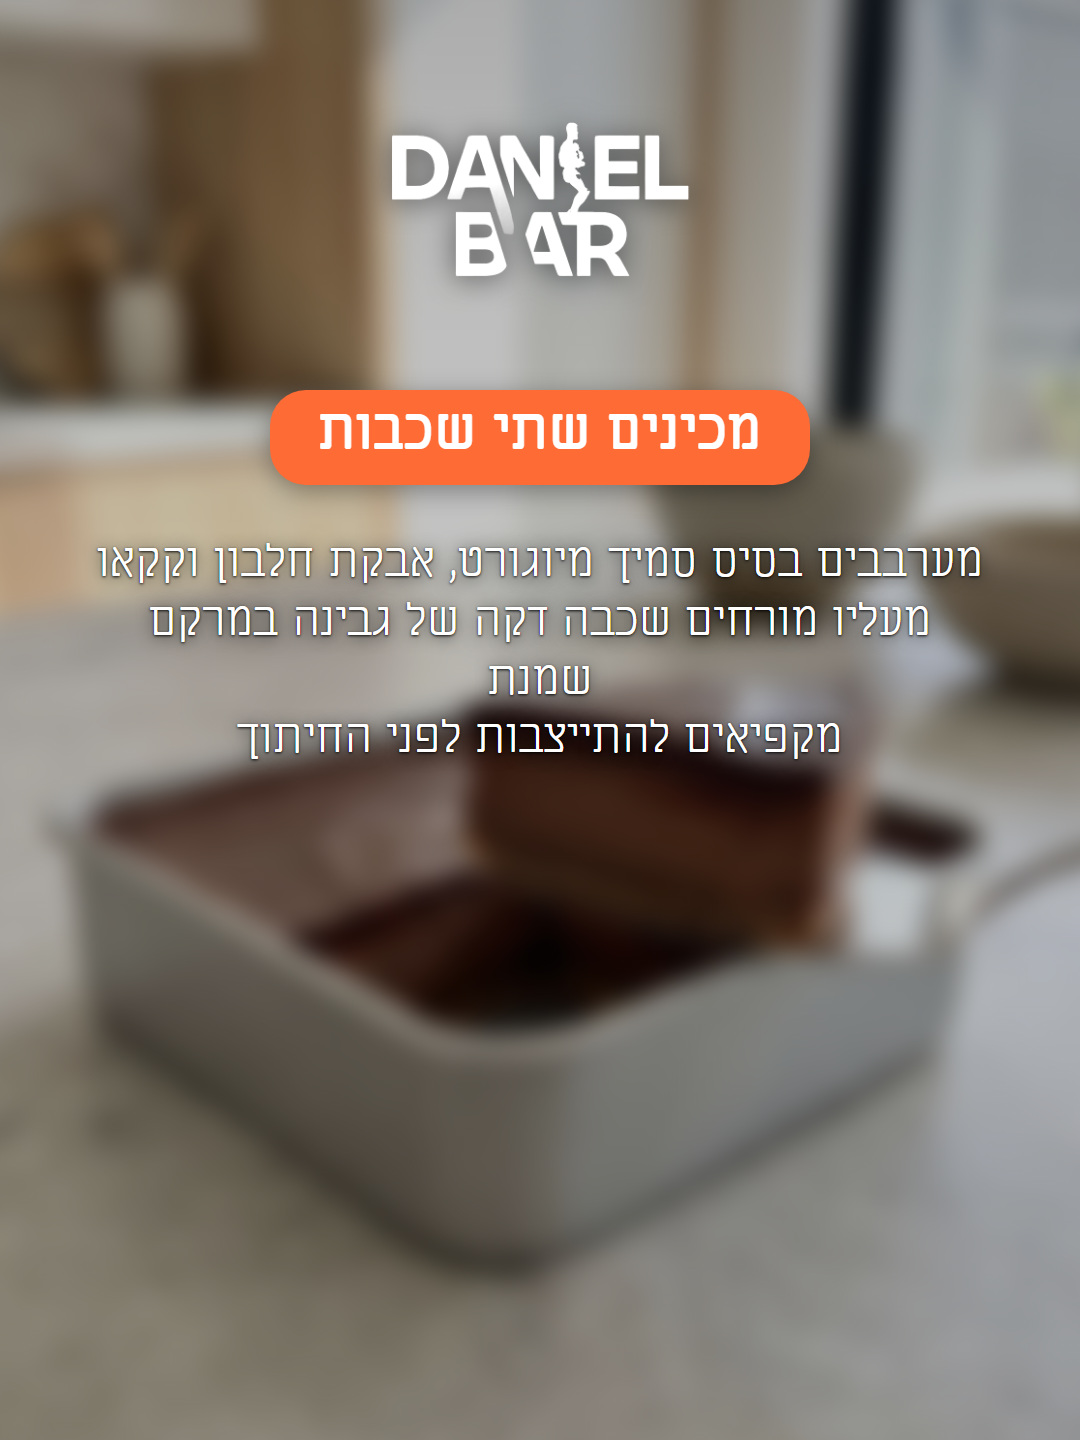 DANIEL
BAR
מכינים שתי שכבות
מערבבים בסיס סמיך מיוגורט, אבקת חלבון וקקאו
מעליו מורחים שכבה דקה של גבינה במרקם
שמנת
מקפיאים להתייצבות לפני החיתוך